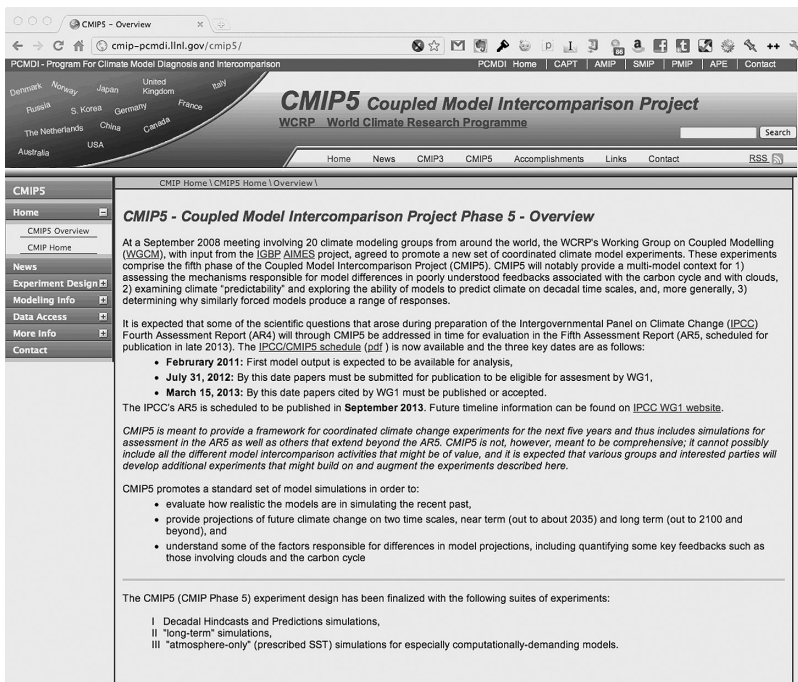 CMIP5 - Overview
cmip-pcmdi.llnl.gov/cmip5/
PCMDI - Program For Climate Model Diagnosis and Intercomparison
PCMDI Home | CAPT | AMIP | SMIP | PMIP | APE | Contact
Denmark Norway Japan United Kingdom Italy
Russia S. Korea Germany France
The Netherlands China Canada
Australia USA
CMIP5 Coupled Model Intercomparison Project
WCRP World Climate Research Programme
Search
Home News CMIP3 CMIP5 Accomplishments Links Contact RSS
CMIP Home \ CMIP5 Home \ Overview \
CMIP5
Home
CMIP5 Overview
CMIP Home
News
Experiment Design
Modeling Info
Data Access
More Info
Contact
CMIP5 - Coupled Model Intercomparison Project Phase 5 - Overview
At a September 2008 meeting involving 20 climate modeling groups from around the world, the WCRP's Working Group on Coupled Modelling
(WGCM), with input from the IGBP AIMES project, agreed to promote a new set of coordinated climate model experiments. These experiments
comprise the fifth phase of the Coupled Model Intercomparison Project (CMIP5). CMIP5 will notably provide a multi-model context for 1)
assessing the mechanisms responsible for model differences in poorly understood feedbacks associated with the carbon cycle and with clouds,
2) examining climate "predictability" and exploring the ability of models to predict climate on decadal time scales, and, more generally, 3)
determining why similarly forced models produce a range of responses.
It is expected that some of the scientific questions that arose during preparation of the Intergovernmental Panel on Climate Change (IPCC)
Fourth Assessment Report (AR4) will through CMIP5 be addressed in time for evaluation in the Fifth Assessment Report (AR5, scheduled for
publication in late 2013). The IPCC/CMIP5 schedule (pdf ) is now available and the three key dates are as follows:
• Februrary 2011: First model output is expected to be available for analysis,
• July 31, 2012: By this date papers must be submitted for publication to be eligible for assesment by WG1,
• March 15, 2013: By this date papers cited by WG1 must be published or accepted.
The IPCC's AR5 is scheduled to be published in September 2013. Future timeline information can be found on IPCC WG1 website.
CMIP5 is meant to provide a framework for coordinated climate change experiments for the next five years and thus includes simulations for
assessment in the AR5 as well as others that extend beyond the AR5. CMIP5 is not, however, meant to be comprehensive; it cannot possibly
include all the different model intercomparison activities that might be of value, and it is expected that various groups and interested parties will
develop additional experiments that might build on and augment the experiments described here.
CMIP5 promotes a standard set of model simulations in order to:
• evaluate how realistic the models are in simulating the recent past,
• provide projections of future climate change on two time scales, near term (out to about 2035) and long term (out to 2100 and
beyond), and
• understand some of the factors responsible for differences in model projections, including quantifying some key feedbacks such as
those involving clouds and the carbon cycle
The CMIP5 (CMIP Phase 5) experiment design has been finalized with the following suites of experiments:
I Decadal Hindcasts and Predictions simulations,
II "long-term" simulations,
III "atmosphere-only" (prescribed SST) simulations for especially computationally-demanding models.